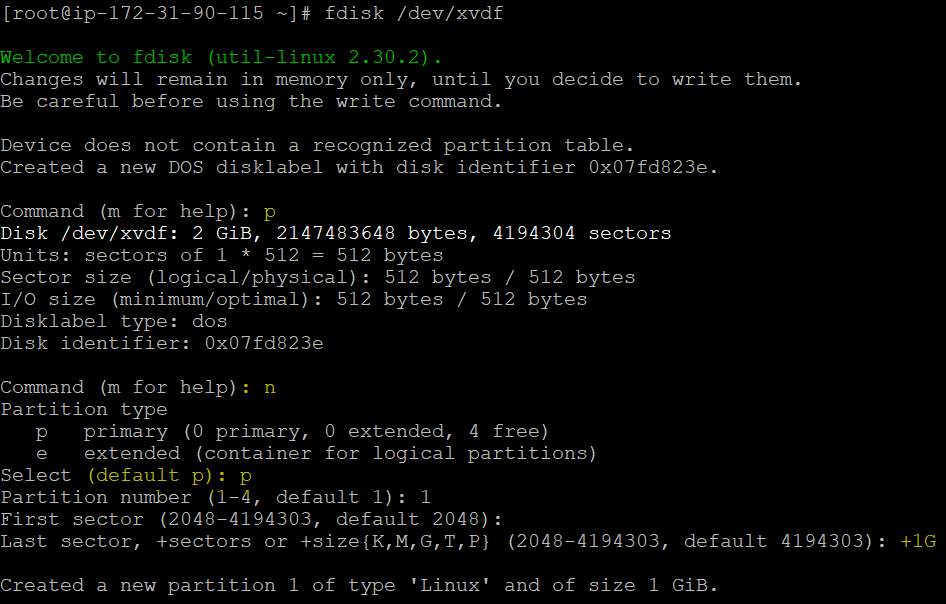 [root@ip-172-31-90-115 ~]# fdisk /dev/xvdf
Welcome to fdisk (util-linux 2.30.2).
Changes will remain in memory only, until you decide to write them.
Be careful before using the write command.
Device does not contain a recognized partition table.
Created a new DOS disklabel with disk identifier 0x07fd823e.
Command (m for help): p
Disk /dev/xvdf: 2 GiB, 2147483648 bytes, 4194304 sectors
Units: sectors of 1 * 512 = 512 bytes
Sector size (logical/physical): 512 bytes / 512 bytes
I/O size (minimum/optimal): 512 bytes / 512 bytes
Disklabel type: dos
Disk identifier: 0x07fd823e
Command (m for help): n
Partition type
   p   primary (0 primary, 0 extended, 4 free)
   e   extended (container for logical partitions)
Select (default p): p
Partition number (1-4, default 1): 1
First sector (2048-4194303, default 2048):
Last sector, +sectors or +size{K,M,G,T,P} (2048-4194303, default 4194303): +1G
Created a new partition 1 of type 'Linux' and of size 1 GiB.